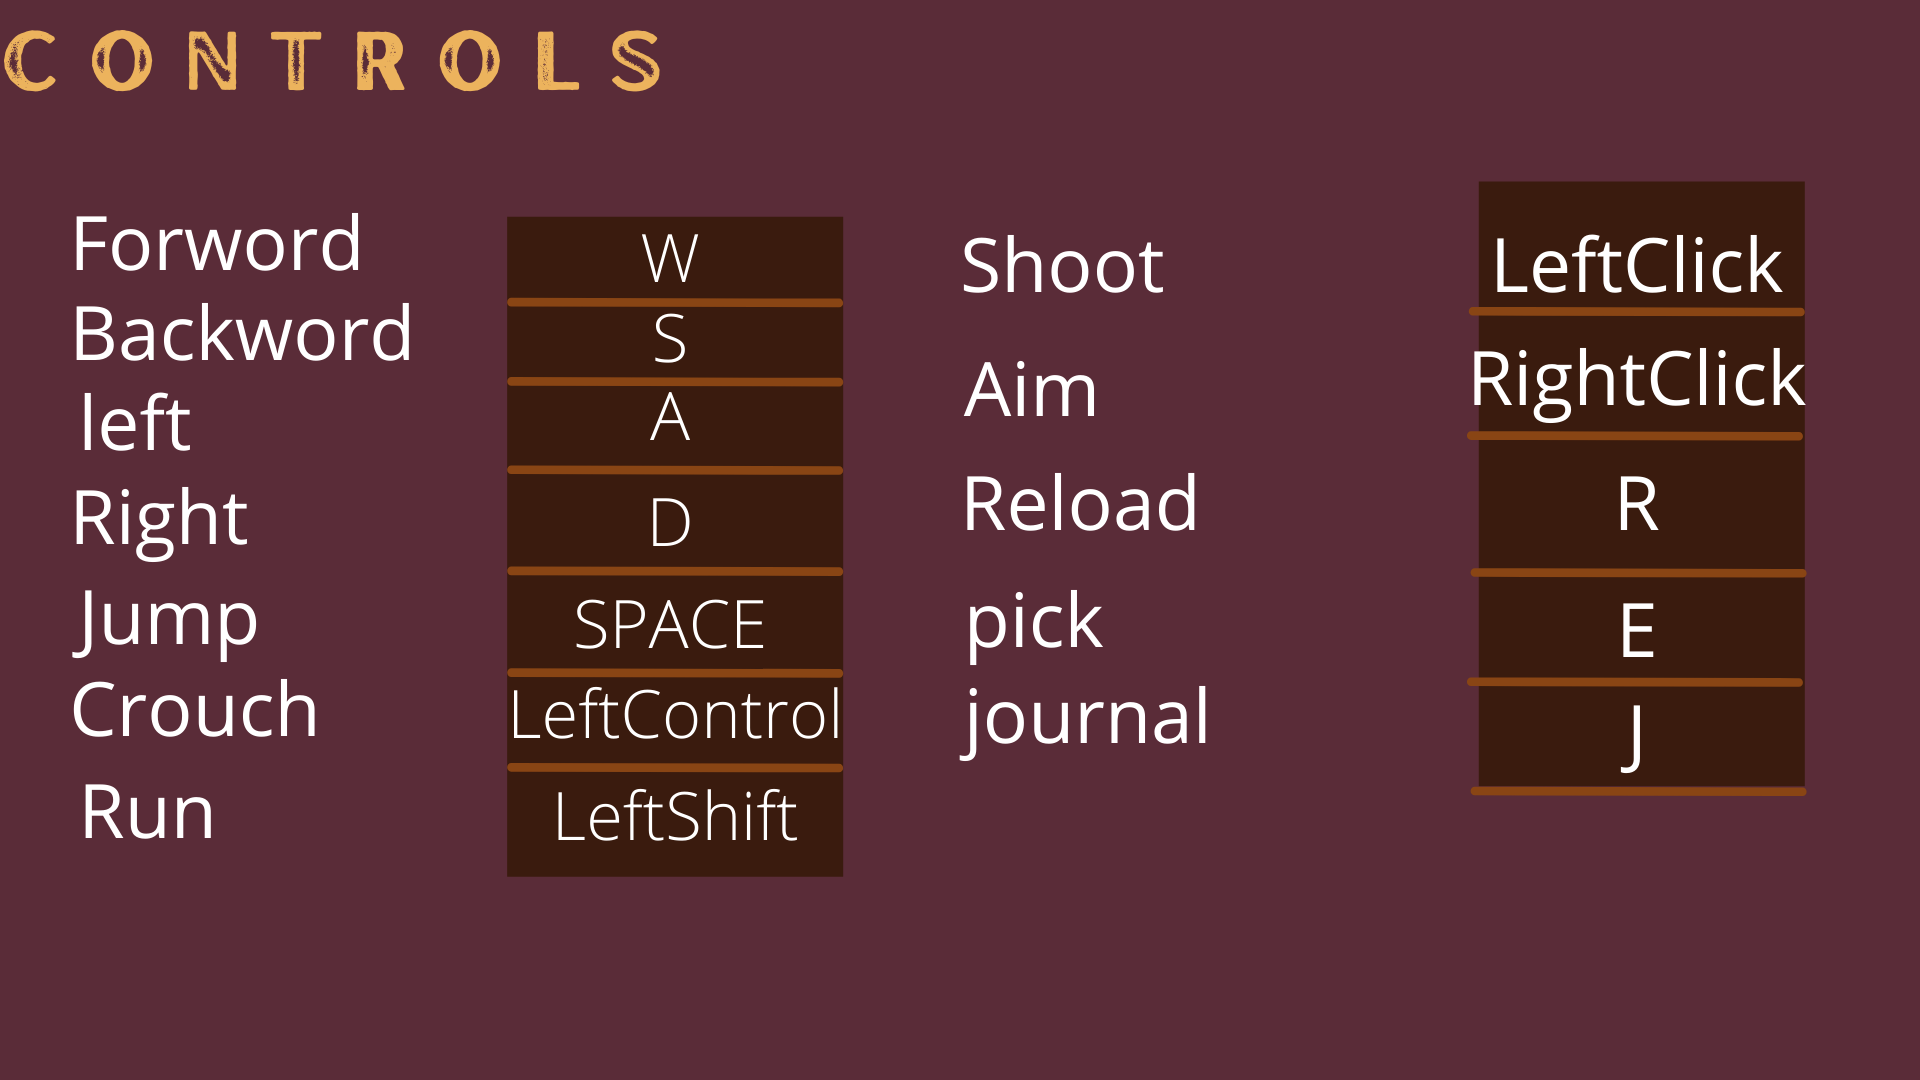 CONTROLS
Forword W
Backword S
left A
Right D
Jump SPACE
Crouch LeftControl
Run LeftShift
Shoot LeftClick
Aim RightClick
Reload R
pick E
journal J